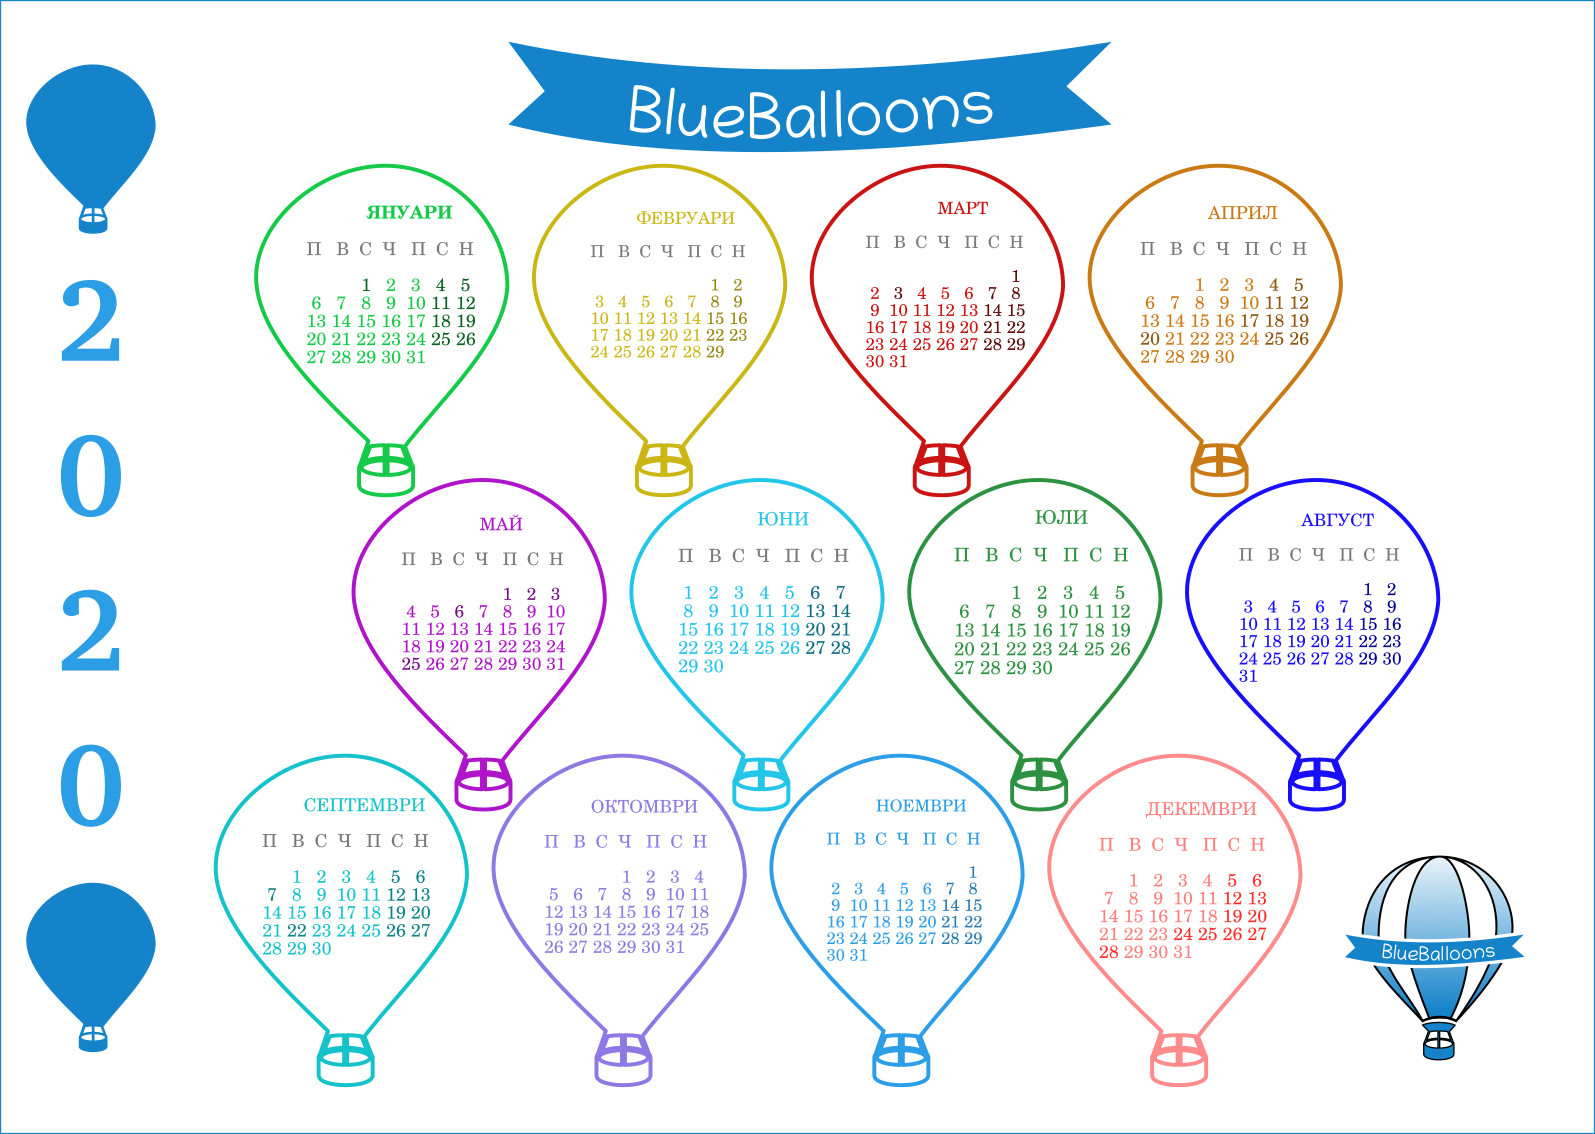 BlueBalloons
2
0
2
0
ЯНУАРИ
П В С Ч П С Н
1 2 3 4 5
6 7 8 9 10 11 12
13 14 15 16 17 18 19
20 21 22 23 24 25 26
27 28 29 30 31
ФЕВРУАРИ
П В С Ч П С Н
1 2
3 4 5 6 7 8 9
10 11 12 13 14 15 16
17 18 19 20 21 22 23
24 25 26 27 28 29
МАРТ
П В С Ч П С Н
1
2 3 4 5 6 7 8
9 10 11 12 13 14 15
16 17 18 19 20 21 22
23 24 25 26 27 28 29
30 31
АПРИЛ
П В С Ч П С Н
1 2 3 4 5
6 7 8 9 10 11 12
13 14 15 16 17 18 19
20 21 22 23 24 25 26
27 28 29 30
МАЙ
П В С Ч П С Н
1 2 3
4 5 6 7 8 9 10
11 12 13 14 15 16 17
18 19 20 21 22 23 24
25 26 27 28 29 30 31
ЮНИ
П В С Ч П С Н
1 2 3 4 5 6 7
8 9 10 11 12 13 14
15 16 17 18 19 20 21
22 23 24 25 26 27 28
29 30
ЮЛИ
П В С Ч П С Н
1 2 3 4 5
6 7 8 9 10 11 12
13 14 15 16 17 18 19
20 21 22 23 24 25 26
27 28 29 30
АВГУСТ
П В С Ч П С Н
1 2
3 4 5 6 7 8 9
10 11 12 13 14 15 16
17 18 19 20 21 22 23
24 25 26 27 28 29 30
31
СЕПТЕМВРИ
П В С Ч П С Н
1 2 3 4 5 6
7 8 9 10 11 12 13
14 15 16 17 18 19 20
21 22 23 24 25 26 27
28 29 30
ОКТОМВРИ
П В С Ч П С Н
1 2 3 4
5 6 7 8 9 10 11
12 13 14 15 16 17 18
19 20 21 22 23 24 25
26 27 28 29 30 31
НОЕМВРИ
П В С Ч П С Н
1
2 3 4 5 6 7 8
9 10 11 12 13 14 15
16 17 18 19 20 21 22
23 24 25 26 27 28 29
30 31
ДЕКЕМВРИ
П В С Ч П С Н
1 2 3 4 5 6
7 8 9 10 11 12 13
14 15 16 17 18 19 20
21 22 23 24 25 26 27
28 29 30 31
BlueBalloons